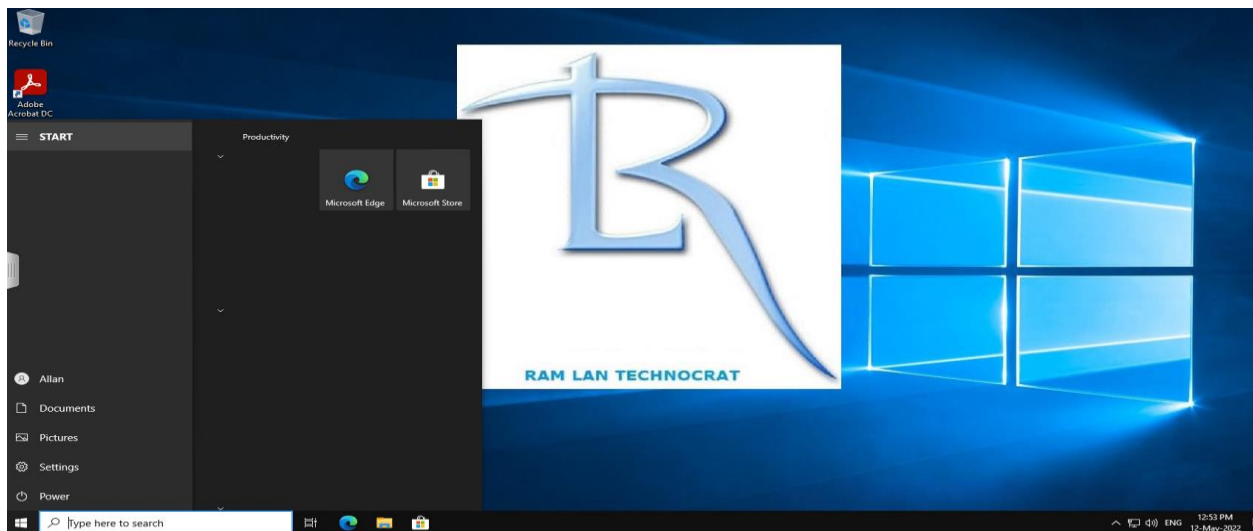 Recycle Bin
Adobe
Acrobat DC
START
Productivity
Microsoft Edge
Microsoft Store
Allan
Documents
Pictures
Settings
Power
Type here to search
RAM LAN TECHNOCRAT
ENG
12:53 PM
12-May-2022